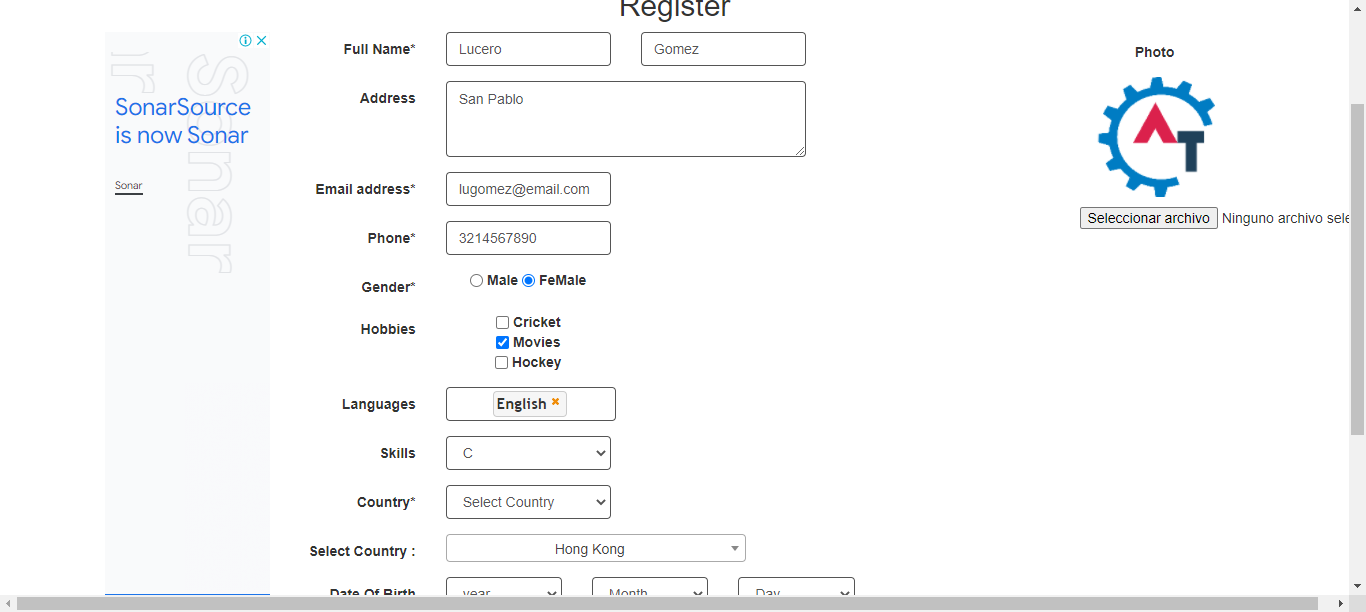 Register
SonarSource
is now Sonar
Sonar
Sonar
Full Name* Lucero Gomez
Address San Pablo
Email address* lugomez@email.com
Phone* 3214567890
Gender* Male FeMale
Hobbies Cricket
Movies
Hockey
Languages English
Skills C
Country* Select Country
Select Country : Hong Kong
Date Of Birth year Month Day
Photo
AT
Seleccionar archivo Ninguno archivo sele